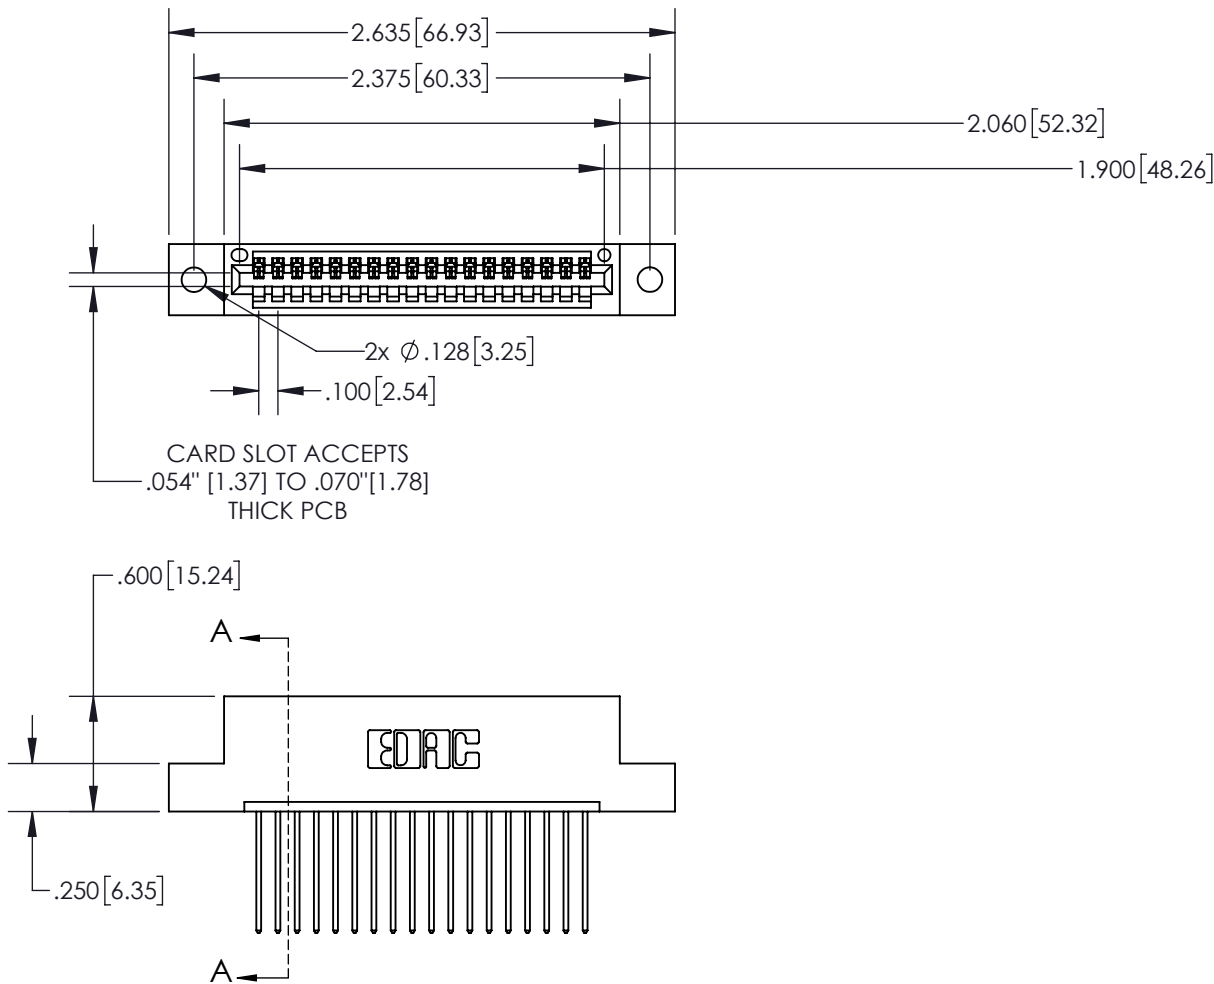 2.635[66.93]
2.375[60.33]
2.060[52.32]
1.900[48.26]
2x ∅.128[3.25]
.100[2.54]
CARD SLOT ACCEPTS
.054" [1.37] TO .070"[1.78]
THICK PCB
.600[15.24]
A
EDAC
.250[6.35]
A